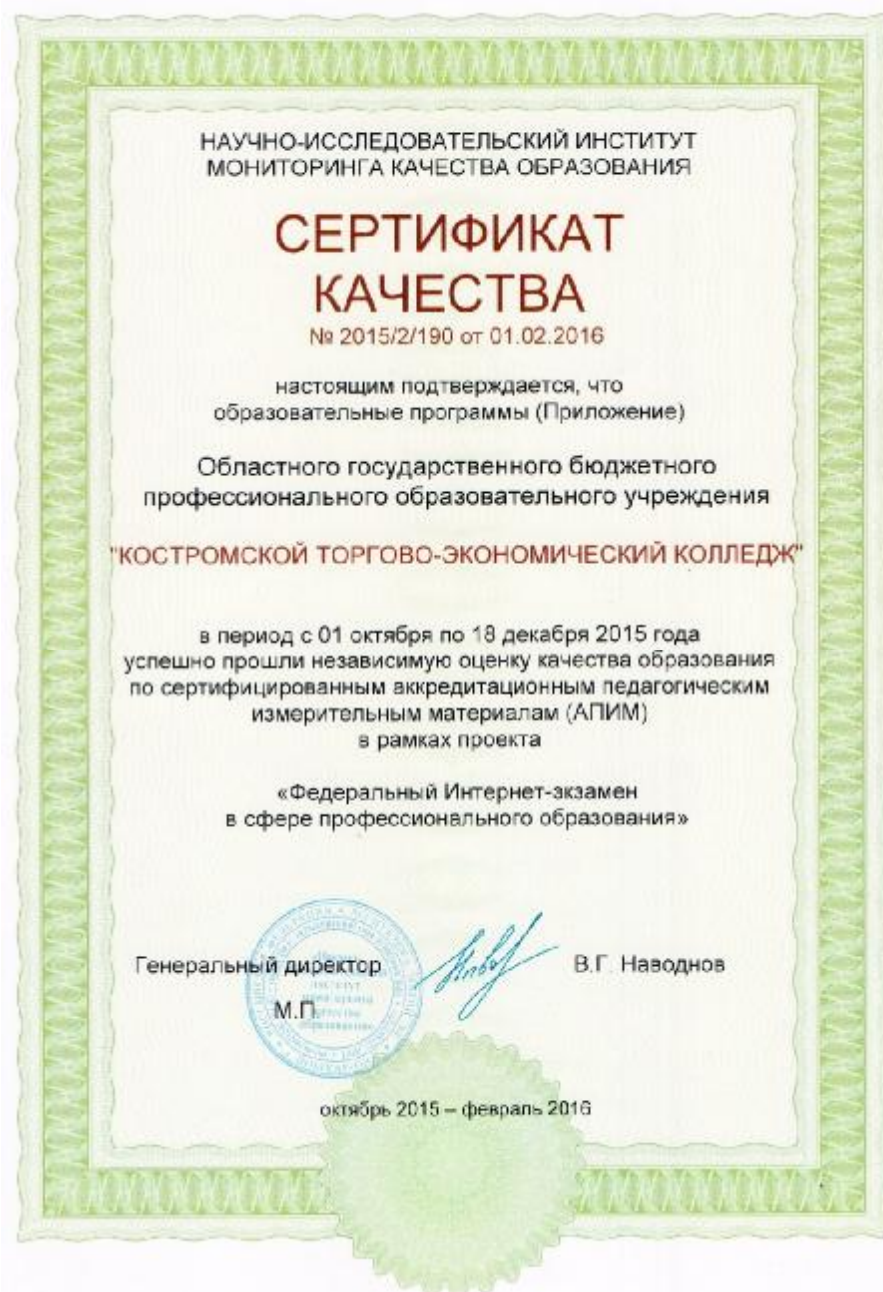 НАУЧНО-ИССЛЕДОВАТЕЛЬСКИЙ ИНСТИТУТ
МОНИТОРИНГА КАЧЕСТВА ОБРАЗОВАНИЯ
СЕРТИФИКАТ
КАЧЕСТВА
№ 2015/2/190 от 01.02.2016
настоящим подтверждается, что
образовательные программы (Приложение)
Областного государственного бюджетного
профессионального образовательного учреждения
"КОСТРОМСКОЙ ТОРГОВО-ЭКОНОМИЧЕСКИЙ КОЛЛЕДЖ"
в период с 01 октября по 18 декабря 2015 года
успешно прошли независимую оценку качества образования
по сертифицированным аккредитационным педагогическим
измерительным материалам (АПИМ)
в рамках проекта
«Федеральный Интернет-экзамен
в сфере профессионального образования»
Генеральный директор
В.Г. Наводнов
М.П.
октябрь 2015 – февраль 2016